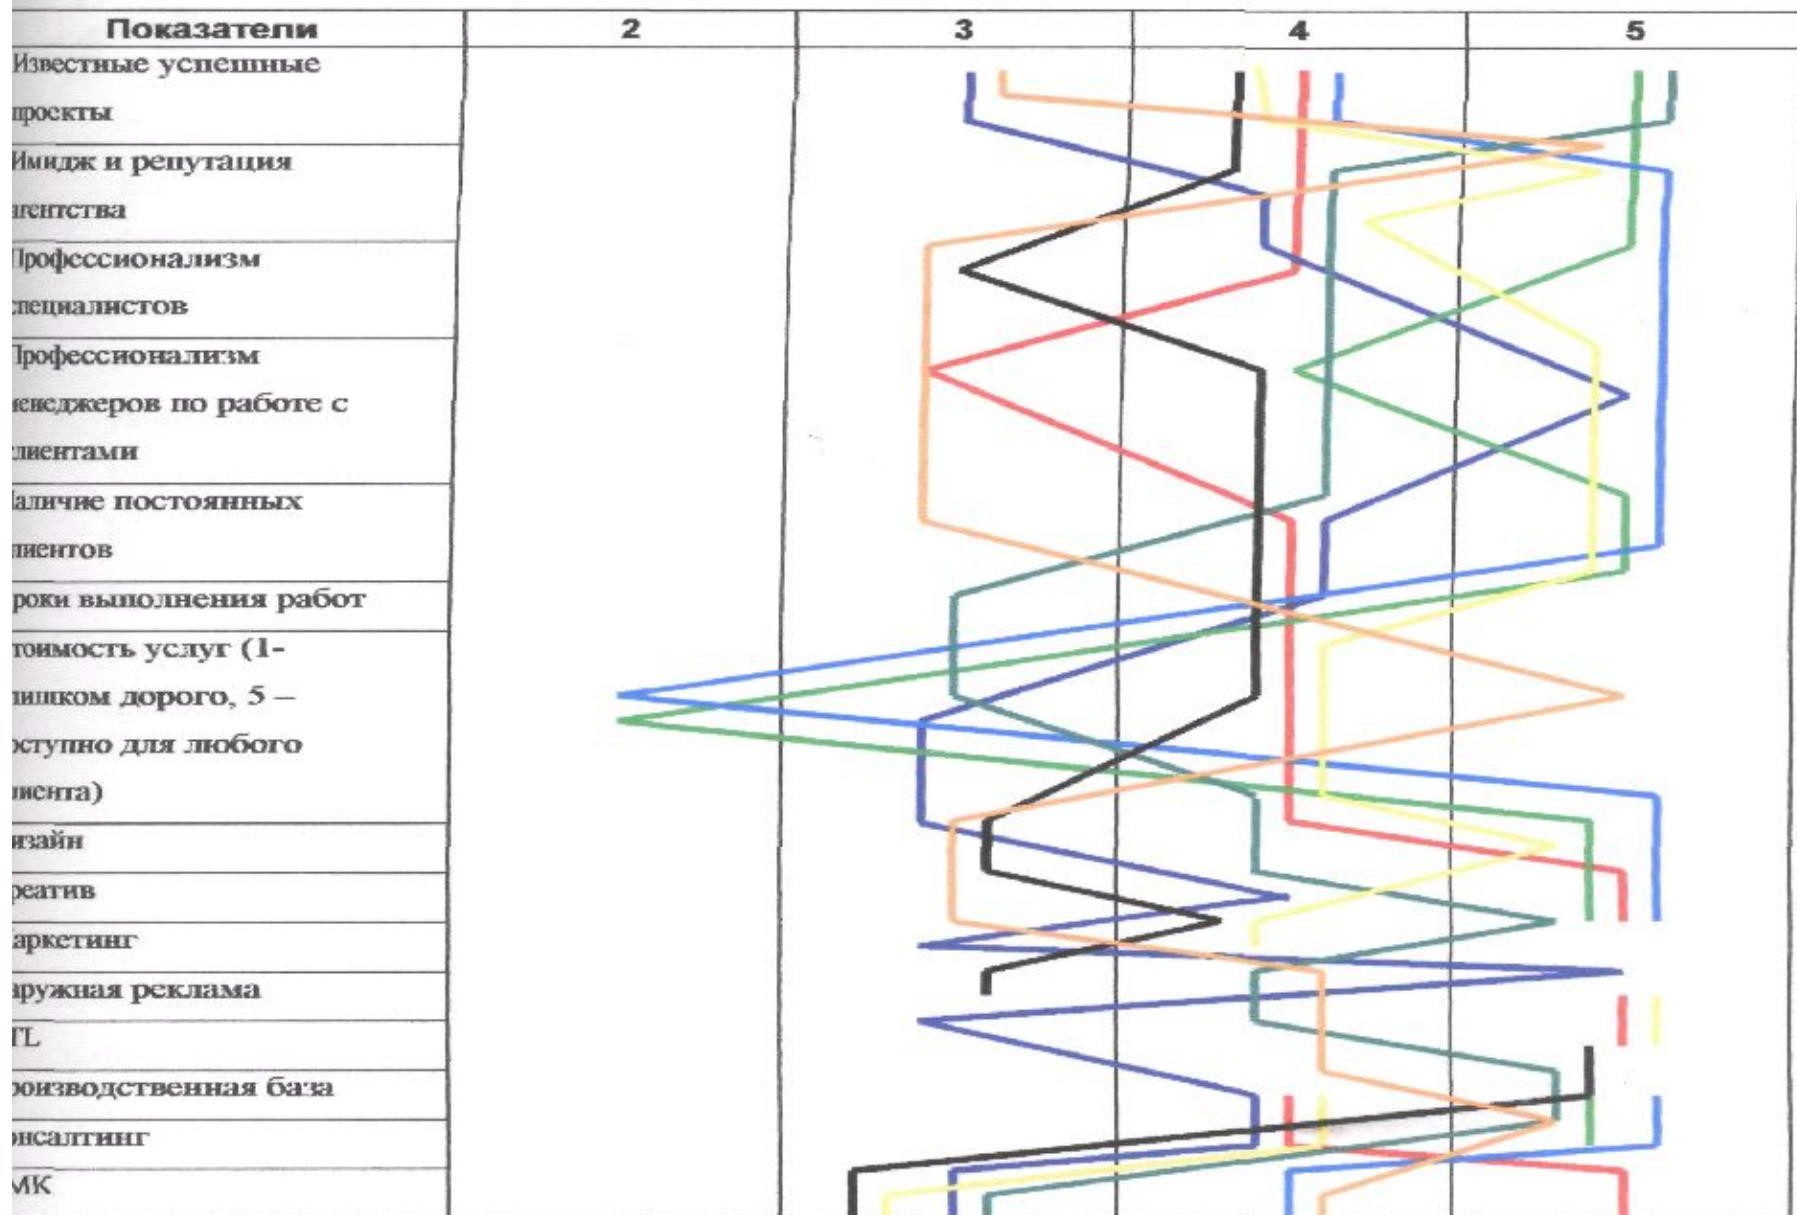 Показатели 2 3 4 5
Известные успешные
проекты
Имидж и репутация
агентства
Профессионализм
специалистов
Профессионализм
менеджеров по работе с
клиентами
аличие постоянных
лиентов
роки выполнения работ
тоимость услуг (1-
лишком дорого, 5 –
оступно для любого
лиента)
изайн
реатив
аркетинг
аружная реклама
TL
роизводственная база
онсалтинг
МК